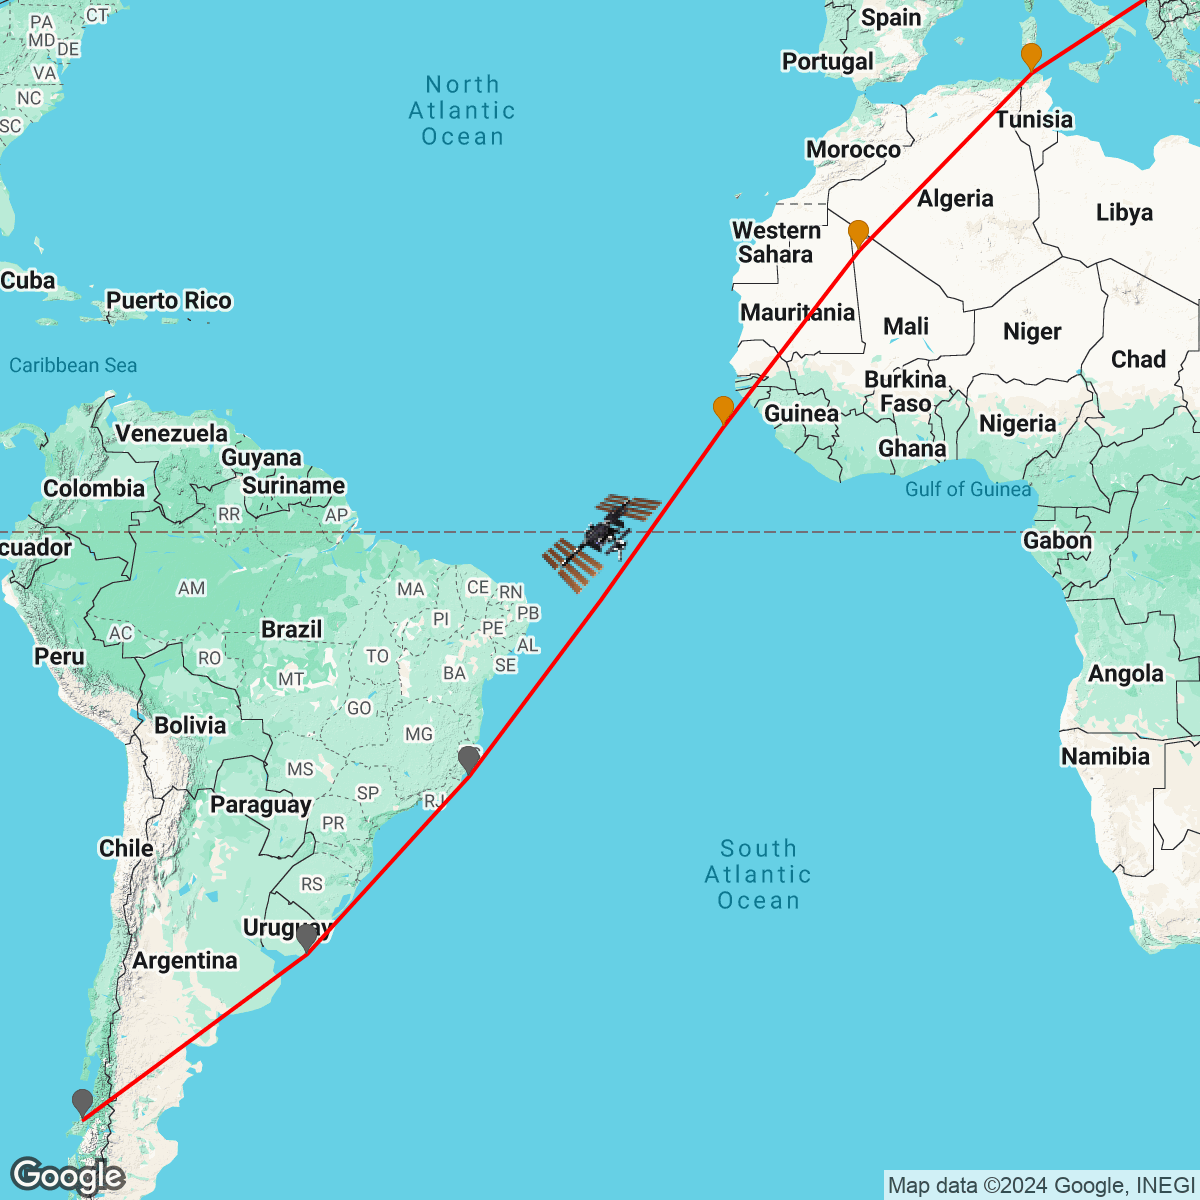 CT
PA
MD
DE
VA
NC
SC
North
Atlantic
Ocean
Spain
Portugal
Tunisia
Morocco
Algeria
Libya
Western
Sahara
Cuba
Puerto Rico
Mauritania
Mali
Niger
Chad
Caribbean Sea
Burkina
Faso
Guinea
Nigeria
Ghana
Venezuela
Guyana
Suriname
Colombia
Gulf of Guinea
RR
AP
Gabon
cuador
AM
MA
CE
RN
PB
PI
PE
AL
SE
AC
Brazil
Peru
RO
TO
BA
MT
GO
Angola
Bolivia
MG
Namibia
MS
SP
RJ
Paraguay
PR
Chile
South
Atlantic
Ocean
RS
Uruguay
Argentina
Google
Map data ©2024 Google, INEGI